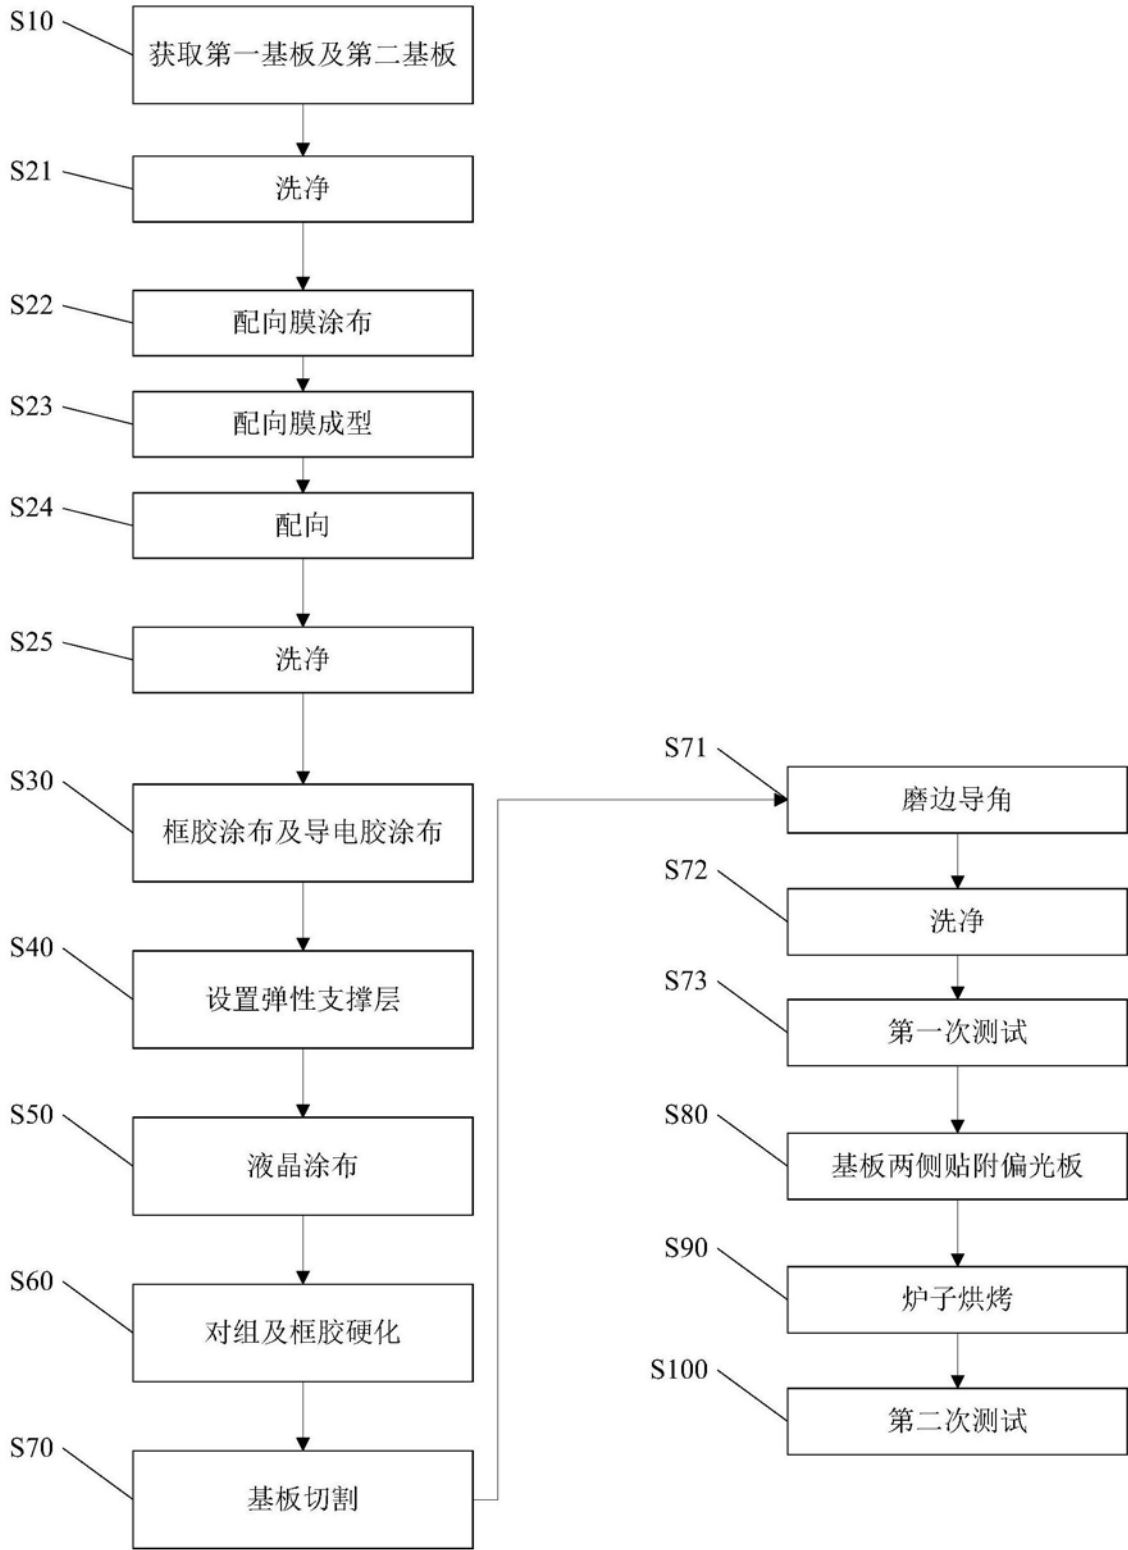 S10
获取第一基板及第二基板
S21
洗净
S22
配向膜涂布
S23
配向膜成型
S24
配向
S25
洗净
S30
框胶涂布及导电胶涂布
S40
设置弹性支撑层
S50
液晶涂布
S60
对组及框胶硬化
S70
基板切割
S71
磨边导角
S72
洗净
S73
第一次测试
S80
基板两侧贴附偏光板
S90
炉子烘烤
S100
第二次测试